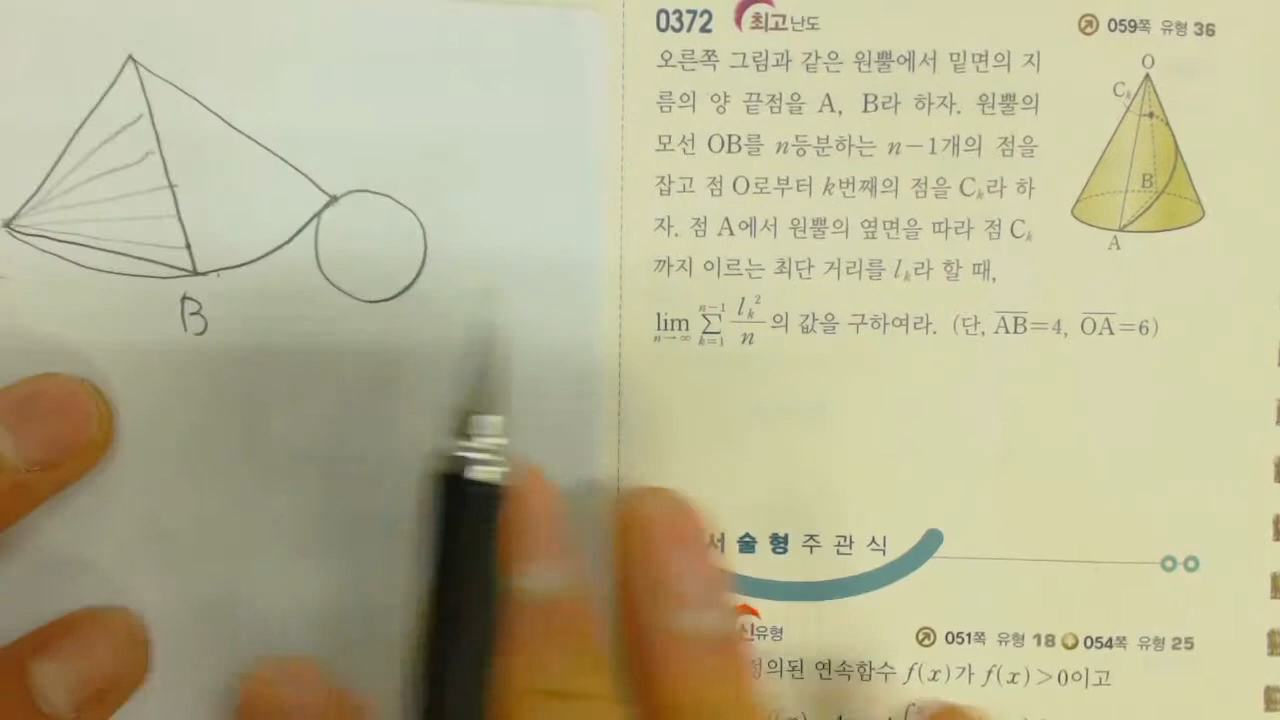 B
0372 최고난도
059쪽 유형 36
오른쪽 그림과 같은 원뿔에서 밑면의 지
름의 양 끝점을 A, B라 하자. 원뿔의
모선 OB를 n등분하는 n-1개의 점을
잡고 점 O로부터 k번째의 점을 Cₖ라 하
자. 점 A에서 원뿔의 옆면을 따라 점 Cₖ
까지 이르는 최단 거리를 lₖ라 할 때,
lim n→∞ Σ k=1 n-1 lₖ²/n 의 값을 구하여라. (단, AB=4, OA=6)
O
Cₖ
B
A
서술형 주관식
신유형
051쪽 유형 18 054쪽 유형 25
정의된 연속함수 f(x)가 f(x)>0이고